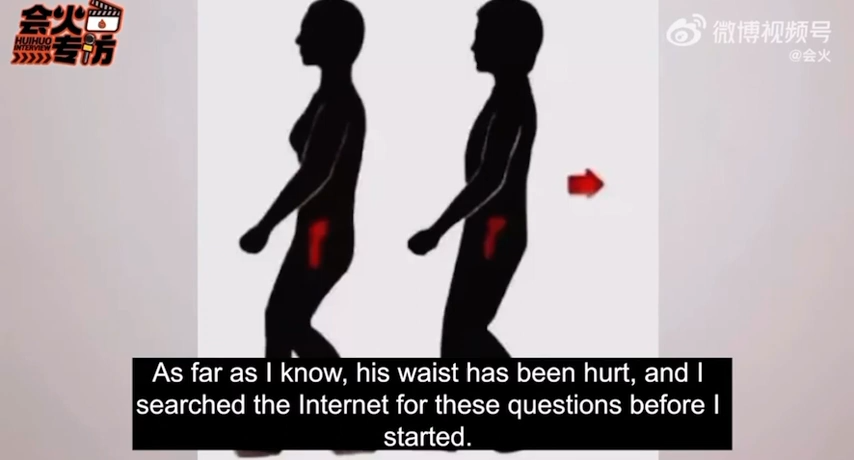 会火
HUIHUO
INTERVIEW
专访
微博视频号
@会火
As far as I know, his waist has been hurt, and I
searched the Internet for these questions before I
started.